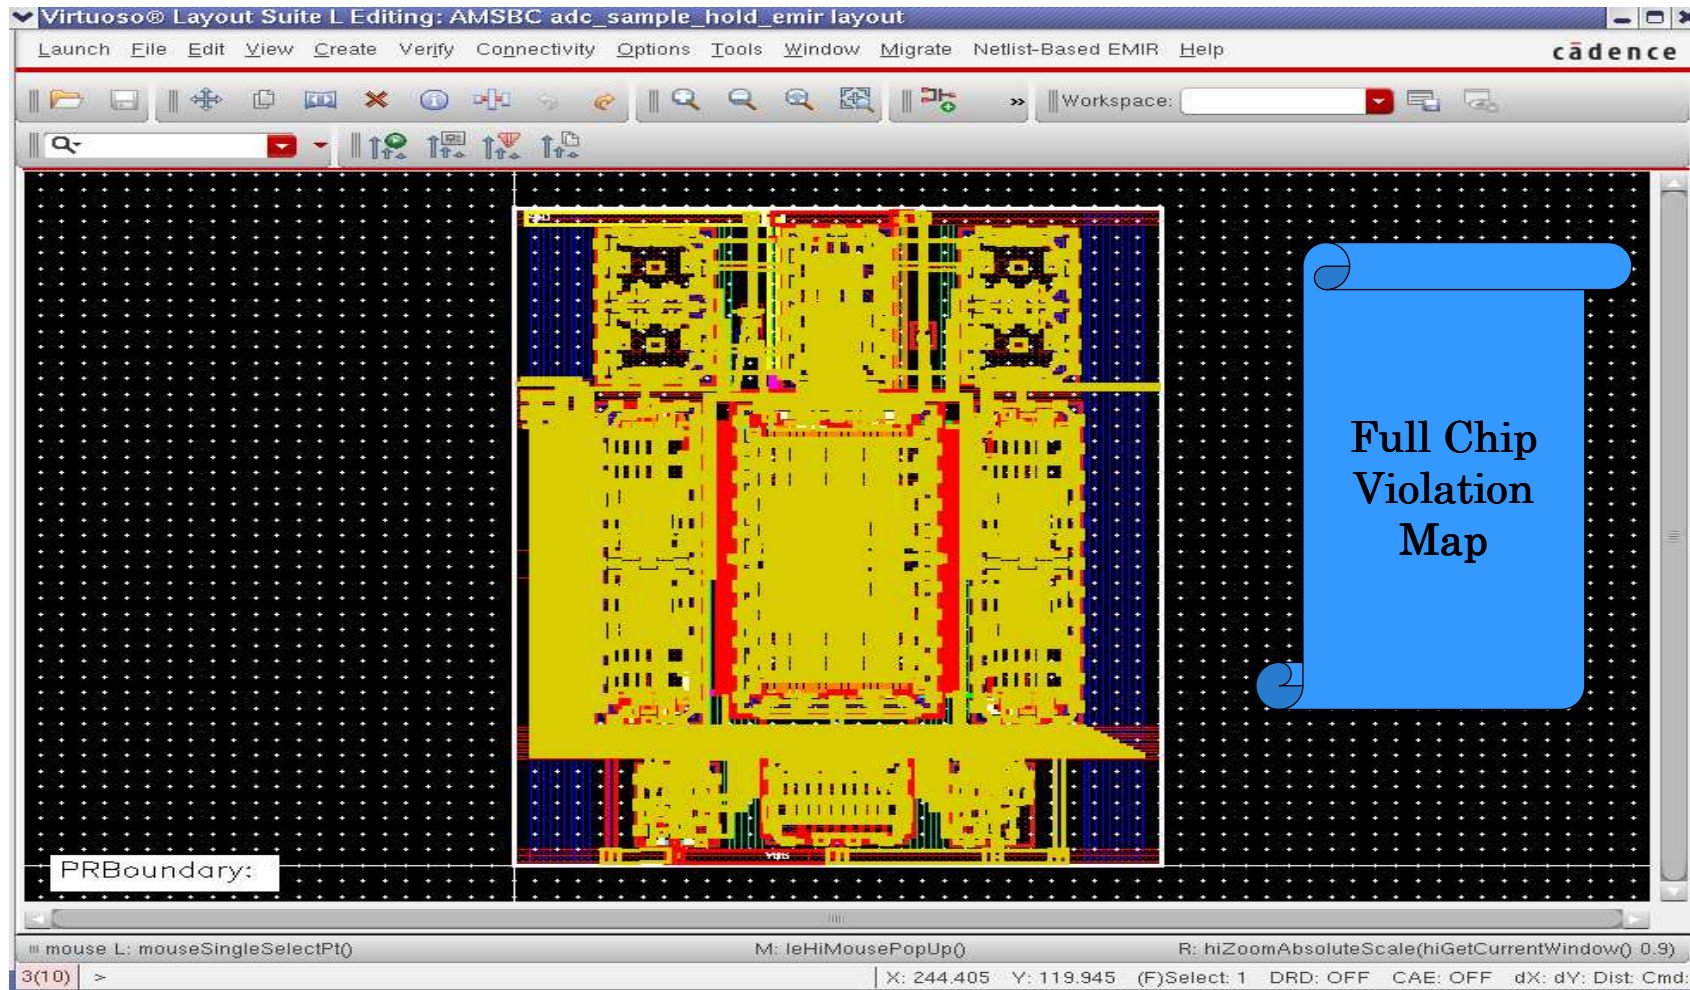 Virtuoso® Layout Suite L Editing: AMSBC adc_sample_hold_emir layout
Launch File Edit View Create Verify Connectivity Options Tools Window Migrate Netlist-Based EMIR Help
cādence
» Workspace:
Full Chip
Violation
Map
PRBoundary:
mouse L: mouseSingleSelectPt() M: leHiMousePopUp() R: hiZoomAbsoluteScale(hiGetCurrentWindow() 0.9)
3(10) > X: 244.405 Y: 119.945 (F)Select: 1 DRD: OFF CAE: OFF dX: dY: Dist: Cmd: